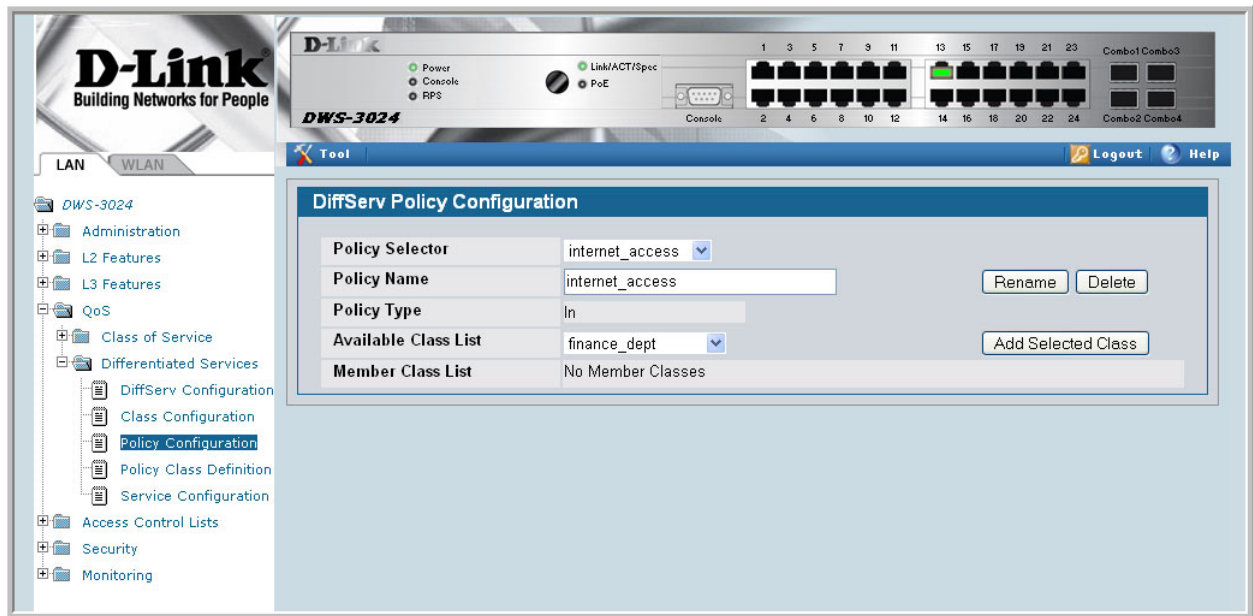 D-Link
Building Networks for People
D-Link
Power
Console
RPS
Link/ACT/Spec
PoE
DWS-3024
Console
1 3 5 7 9 11 13 15 17 19 21 23
Combo1 Combo3
2 4 6 8 10 12 14 16 18 20 22 24
Combo2 Combo4
LAN
WLAN
Tool
Logout
Help
DWS-3024
Administration
L2 Features
L3 Features
QoS
Class of Service
Differentiated Services
DiffServ Configuration
Class Configuration
Policy Configuration
Policy Class Definition
Service Configuration
Access Control Lists
Security
Monitoring
DiffServ Policy Configuration
Policy Selector internet_access
Policy Name internet_access Rename Delete
Policy Type In
Available Class List finance_dept Add Selected Class
Member Class List No Member Classes